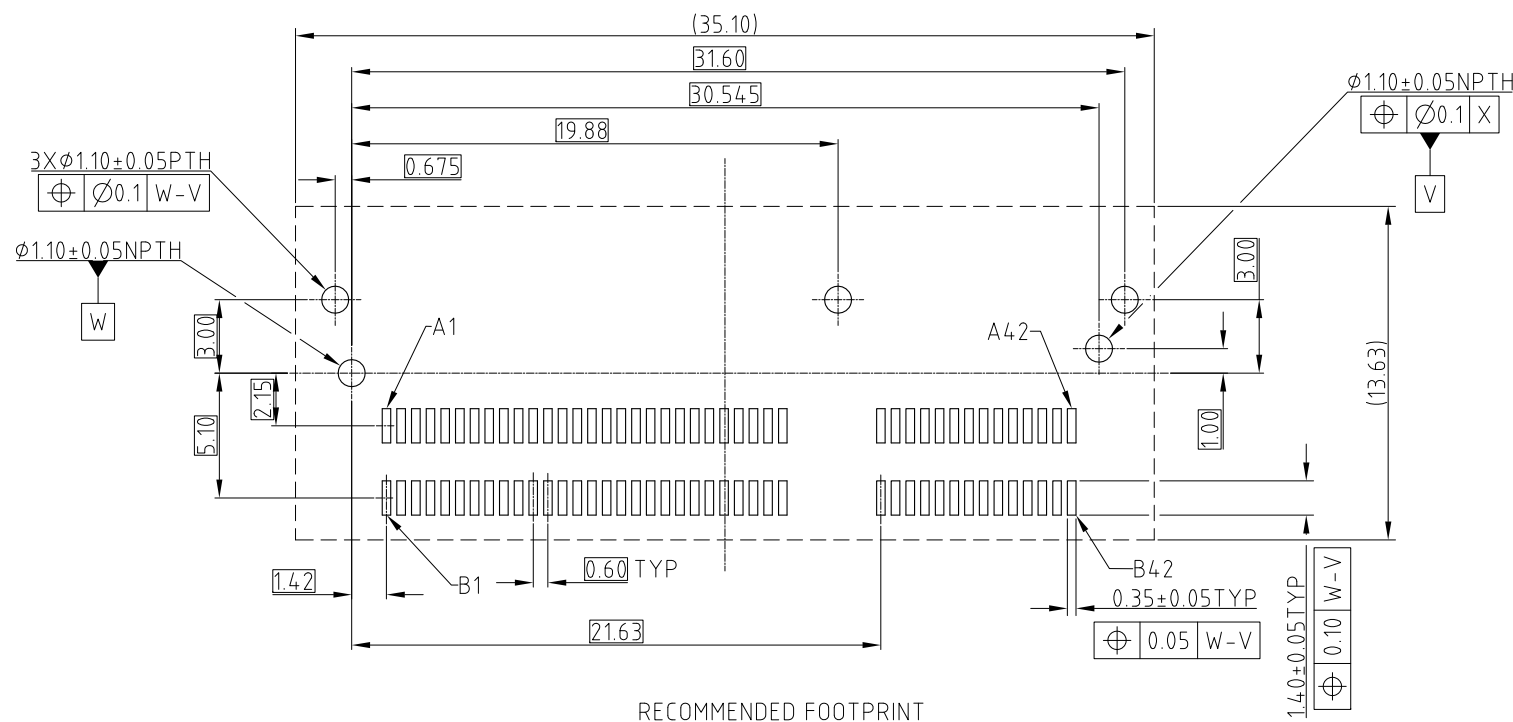 (35.10)
31.60
30.545
19.88
0.675
3XØ1.10±0.05PTH
⌖ Ø0.1 W-V
Ø1.10±0.05NPTH
W
Ø1.10±0.05NPTH
⌖ Ø0.1 X
V
3.00
3.00
2.15
5.10
A1
A42
1.00
(13.63)
1.42
B1
0.60 TYP
21.63
B42
0.35±0.05TYP
⌖ 0.05 W-V
1.40±0.05TYP
⌖ 0.10 W-V
RECOMMENDED FOOTPRINT